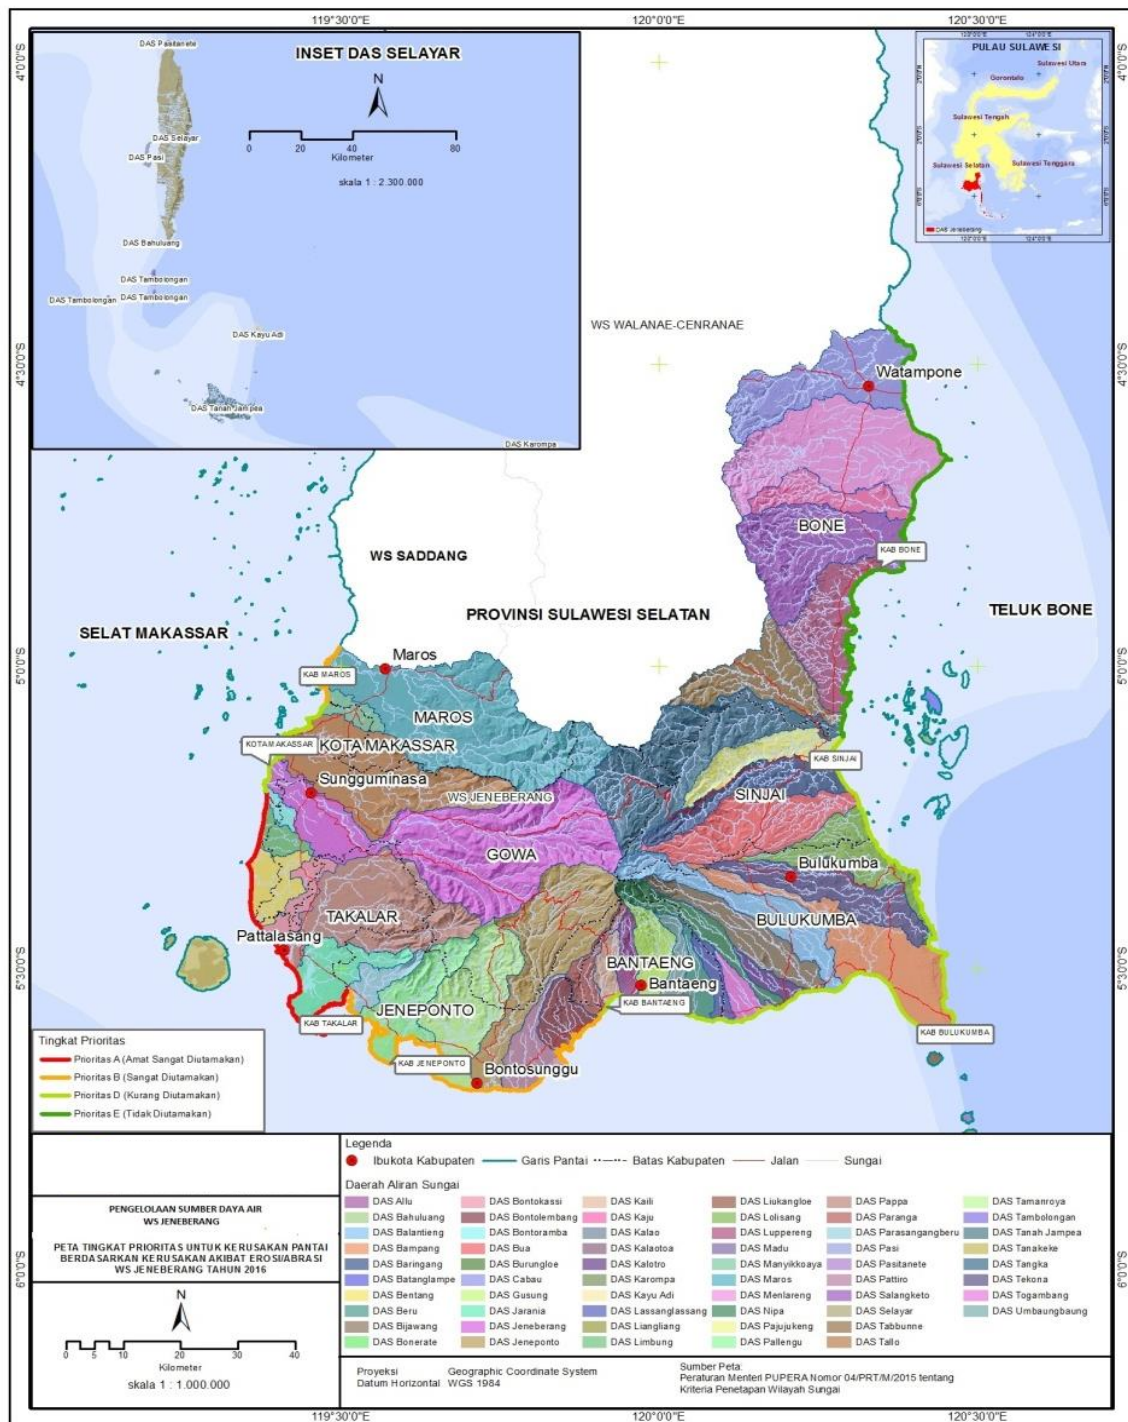 119°30'0"E
120°0'0"E
120°30'0"E
4°0'0"S
4°30'0"S
5°0'0"S
5°30'0"S
6°0'0"S
INSET DAS SELAYAR
DAS Pasitanete
DAS Selayar
DAS Pasi
DAS Bahuluang
DAS Tambolongan
DAS Tambolongan
DAS Tambolongan
DAS Kayu Adi
DAS Tanah Jampea
DAS Karompa
N
0 20 40 80
Kilometer
skala 1 : 2.300.000
PULAU SULAWESI
Sulawesi Utara
Gorontalo
Sulawesi Tengah
Sulawesi Selatan
Sulawesi Tenggara
DAS Jeneberang
WS WALANAE-CENRANAE
Watampone
BONE
KAB BONE
WS SADDANG
PROVINSI SULAWESI SELATAN
TELUK BONE
SELAT MAKASSAR
Maros
KAB MAROS
MAROS
KOTA MAKASSAR
KOTA MAKASSAR
Sungguminasa
WS JENEBERANG
KAB SINJAI
SINJAI
GOWA
Bulukumba
BULUKUMBA
TAKALAR
Pattalasang
BANTAENG
Bantaeng
KAB BANTAENG
JENEPONTO
KAB TAKALAR
KAB JENEPONTO
Bontosunggu
KAB BULUKUMBA
Tingkat Prioritas
Prioritas A (Amat Sangat Diutamakan)
Prioritas B (Sangat Diutamakan)
Prioritas D (Kurang Diutamakan)
Prioritas E (Tidak Diutamakan)
PENGELOLAAN SUMBER DAYA AIR
WS JENEBERANG
PETA TINGKAT PRIORITAS UNTUK KERUSAKAN PANTAI
BERDASARKAN KERUSAKAN AKIBAT EROSI/ABRASI
WS JENEBERANG TAHUN 2016
N
0 5 10 20 30 40
Kilometer
skala 1 : 1.000.000
Legenda
Ibukota Kabupaten Garis Pantai Batas Kabupaten Jalan Sungai
Daerah Aliran Sungai
DAS Allu
DAS Bahuluang
DAS Balantieng
DAS Bampang
DAS Baringang
DAS Batanglampe
DAS Bentang
DAS Beru
DAS Bijawang
DAS Bonerate
DAS Bontokassi
DAS Bontolembang
DAS Bontoramba
DAS Bua
DAS Burungloe
DAS Cabau
DAS Gusung
DAS Jarania
DAS Jeneberang
DAS Jeneponto
DAS Kaili
DAS Kaju
DAS Kalao
DAS Kalaotoa
DAS Kalotro
DAS Karompa
DAS Kayu Adi
DAS Lassanglassang
DAS Liangliang
DAS Limbung
DAS Liukangloe
DAS Lolisang
DAS Luppereng
DAS Madu
DAS Manyikkoaya
DAS Maros
DAS Menlareng
DAS Nipa
DAS Pajujukeng
DAS Pallengu
DAS Pappa
DAS Paranga
DAS Parasangangberu
DAS Pasi
DAS Pasitanete
DAS Pattiro
DAS Salangketo
DAS Selayar
DAS Tabbunne
DAS Tallo
DAS Tamanroya
DAS Tambolongan
DAS Tanah Jampea
DAS Tanakeke
DAS Tangka
DAS Tekona
DAS Togambang
DAS Umbaungbaung
Proyeksi Geographic Coordinate System
Datum Horizontal WGS 1984
Sumber Peta:
Peraturan Menteri PUPERA Nomor 04/PRT/M/2015 tentang
Kriteria Penetapan Wilayah Sungai
119°30'0"E
120°0'0"E
120°30'0"E